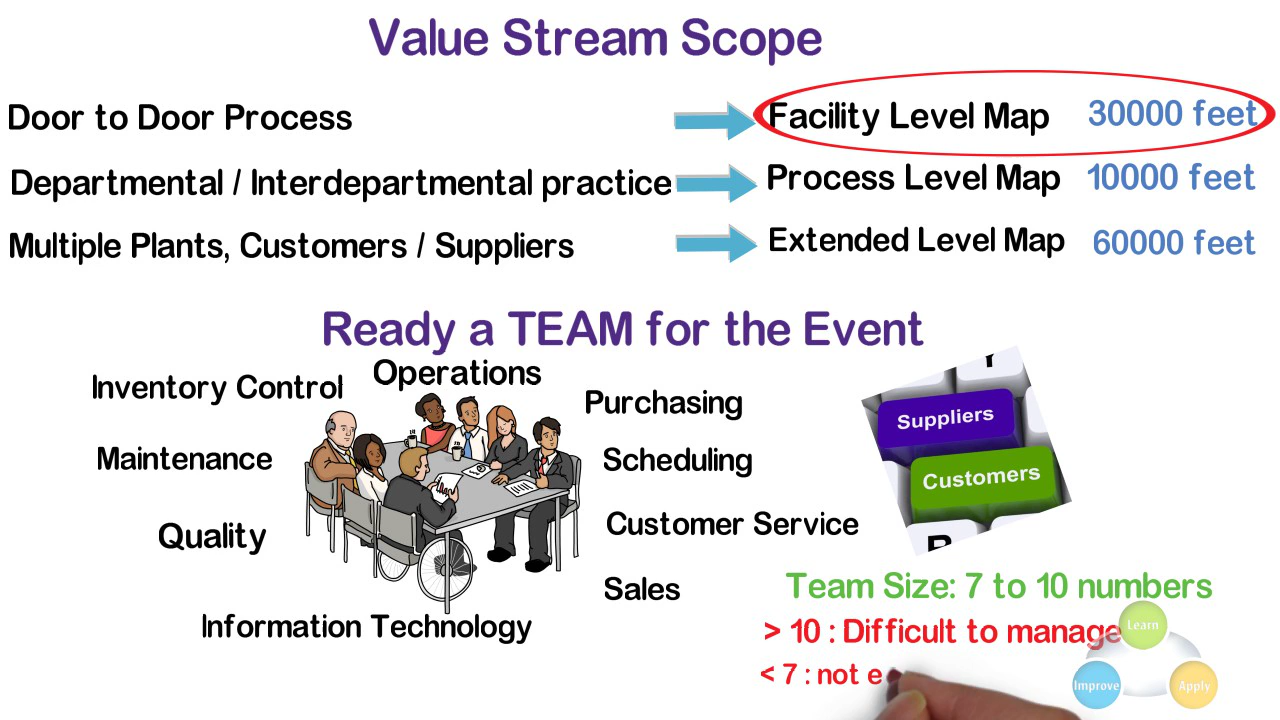 Value Stream Scope
Door to Door Process
Facility Level Map 30000 feet
Departmental / Interdepartmental practice
Process Level Map 10000 feet
Multiple Plants, Customers / Suppliers
Extended Level Map 60000 feet
Ready a TEAM for the Event
Inventory Control
Operations
Purchasing
Maintenance
Scheduling
Quality
Customer Service
Sales
Information Technology
Suppliers
Customers
Team Size: 7 to 10 numbers
> 10 : Difficult to manage
< 7 : not e
Learn
Improve
Apply